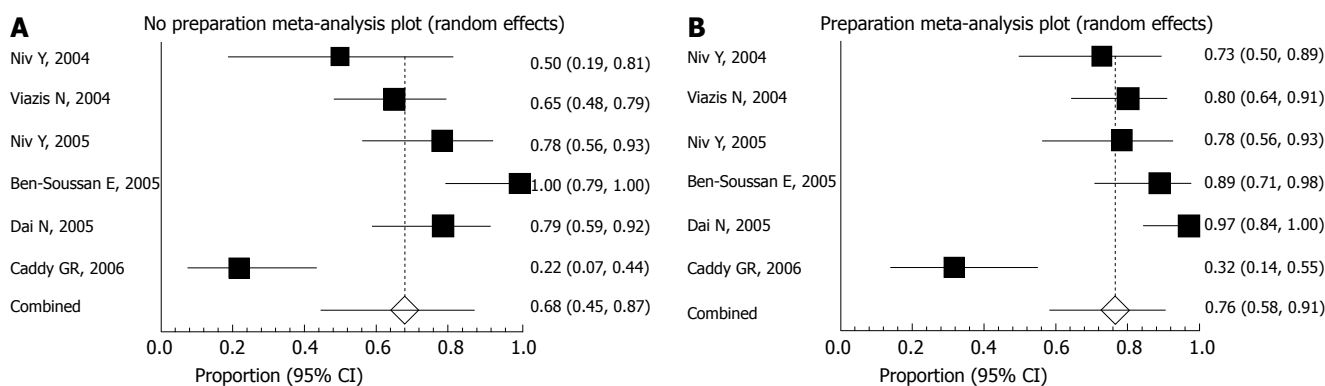 A
No preparation meta-analysis plot (random effects)
Niv Y, 2004
0.50 (0.19, 0.81)
Viazis N, 2004
0.65 (0.48, 0.79)
Niv Y, 2005
0.78 (0.56, 0.93)
Ben-Soussan E, 2005
1.00 (0.79, 1.00)
Dai N, 2005
0.79 (0.59, 0.92)
Caddy GR, 2006
0.22 (0.07, 0.44)
Combined
0.68 (0.45, 0.87)
0.0 0.2 0.4 0.6 0.8 1.0
Proportion (95% CI)
B
Preparation meta-analysis plot (random effects)
Niv Y, 2004
0.73 (0.50, 0.89)
Viazis N, 2004
0.80 (0.64, 0.91)
Niv Y, 2005
0.78 (0.56, 0.93)
Ben-Soussan E, 2005
0.89 (0.71, 0.98)
Dai N, 2005
0.97 (0.84, 1.00)
Caddy GR, 2006
0.32 (0.14, 0.55)
Combined
0.76 (0.58, 0.91)
0.0 0.2 0.4 0.6 0.8 1.0
Proportion (95% CI)